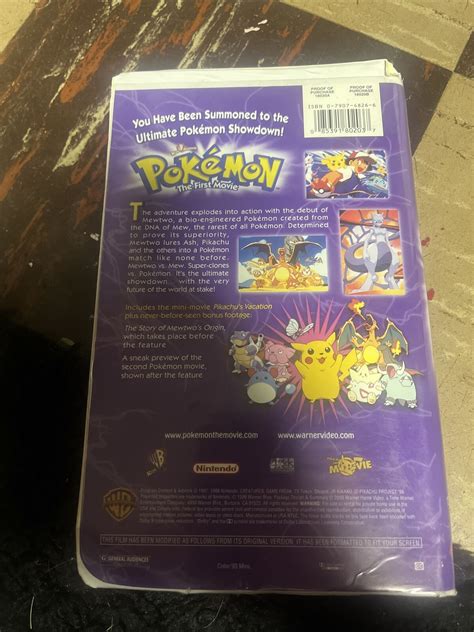 PROOF OF PURCHASE
PROOF OF PURCHASE
ISBN 0-7907-4826-6
You Have Been Summoned to the
Ultimate Pokémon Showdown!
POKéMON
The First Movie
The adventure explodes into action with the debut of
Mewtwo, a bio-engineered Pokémon created from
the DNA of Mew, the rarest of all Pokémon. Determined
to prove its superiority,
Mewtwo lures Ash, Pikachu
and the others into a Pokémon
match like none before.
Mewtwo vs. Mew. Super-clones
vs. Pokémon. It's the ultimate
showdown... with the very
future of the world at stake!
Includes the mini-movie Pikachu's Vacation
plus never-before-seen bonus footage:
The Story of Mewtwo's Origin,
which takes place before
the feature
A sneak preview of the
second Pokémon movie,
shown after the feature
www.pokemonthemovie.com
www.warnervideo.com
WB
Nintendo
MOVIE
THIS FILM HAS BEEN MODIFIED AS FOLLOWS FROM ITS ORIGINAL VERSION: IT HAS BEEN FORMATTED TO FIT YOUR SCREEN.
G GENERAL AUDIENCES